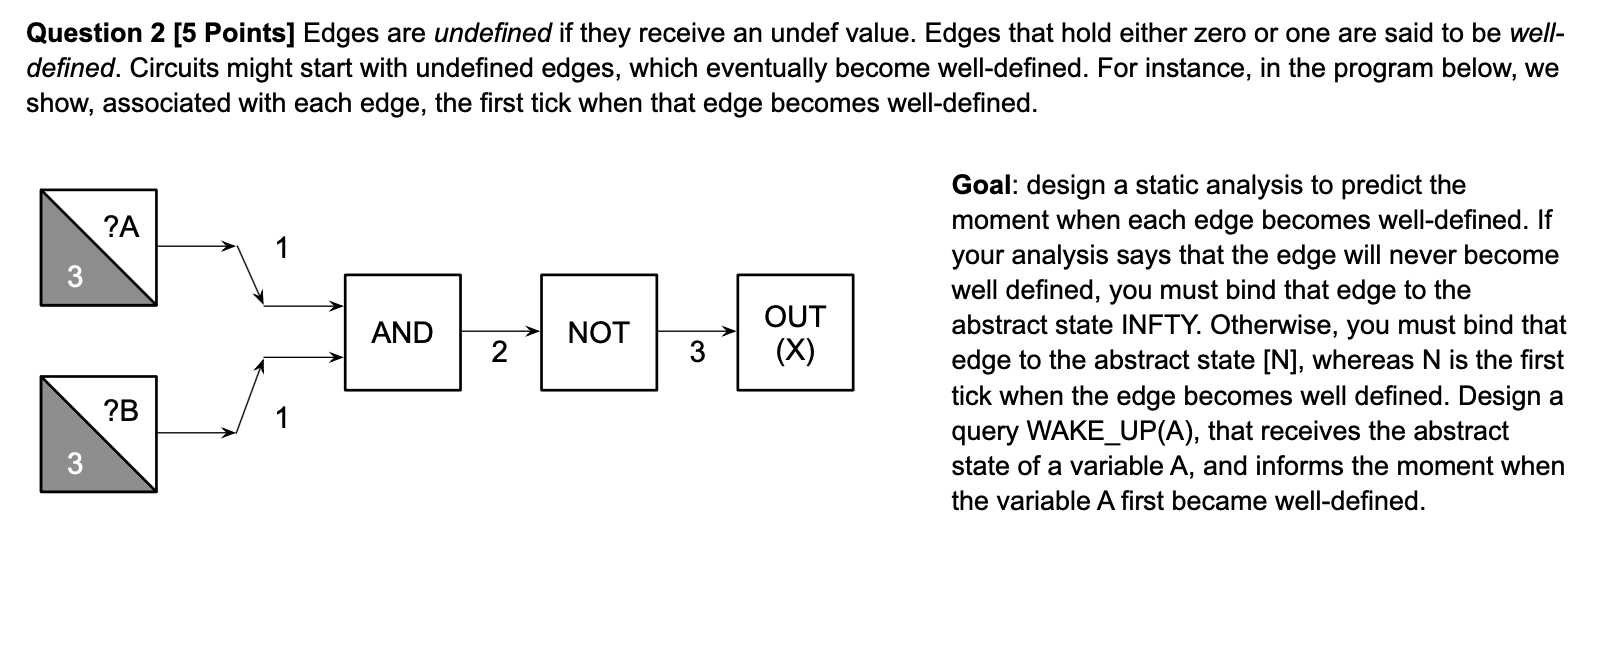 Question 2 [5 Points] Edges are undefined if they receive an undef value. Edges that hold either zero or one are said to be well-
defined. Circuits might start with undefined edges, which eventually become well-defined. For instance, in the program below, we
show, associated with each edge, the first tick when that edge becomes well-defined.
?A
3
1
?B
3
1
AND
2
NOT
3
OUT
(X)
Goal: design a static analysis to predict the
moment when each edge becomes well-defined. If
your analysis says that the edge will never become
well defined, you must bind that edge to the
abstract state INFTY. Otherwise, you must bind that
edge to the abstract state [N], whereas N is the first
tick when the edge becomes well defined. Design a
query WAKE_UP(A), that receives the abstract
state of a variable A, and informs the moment when
the variable A first became well-defined.